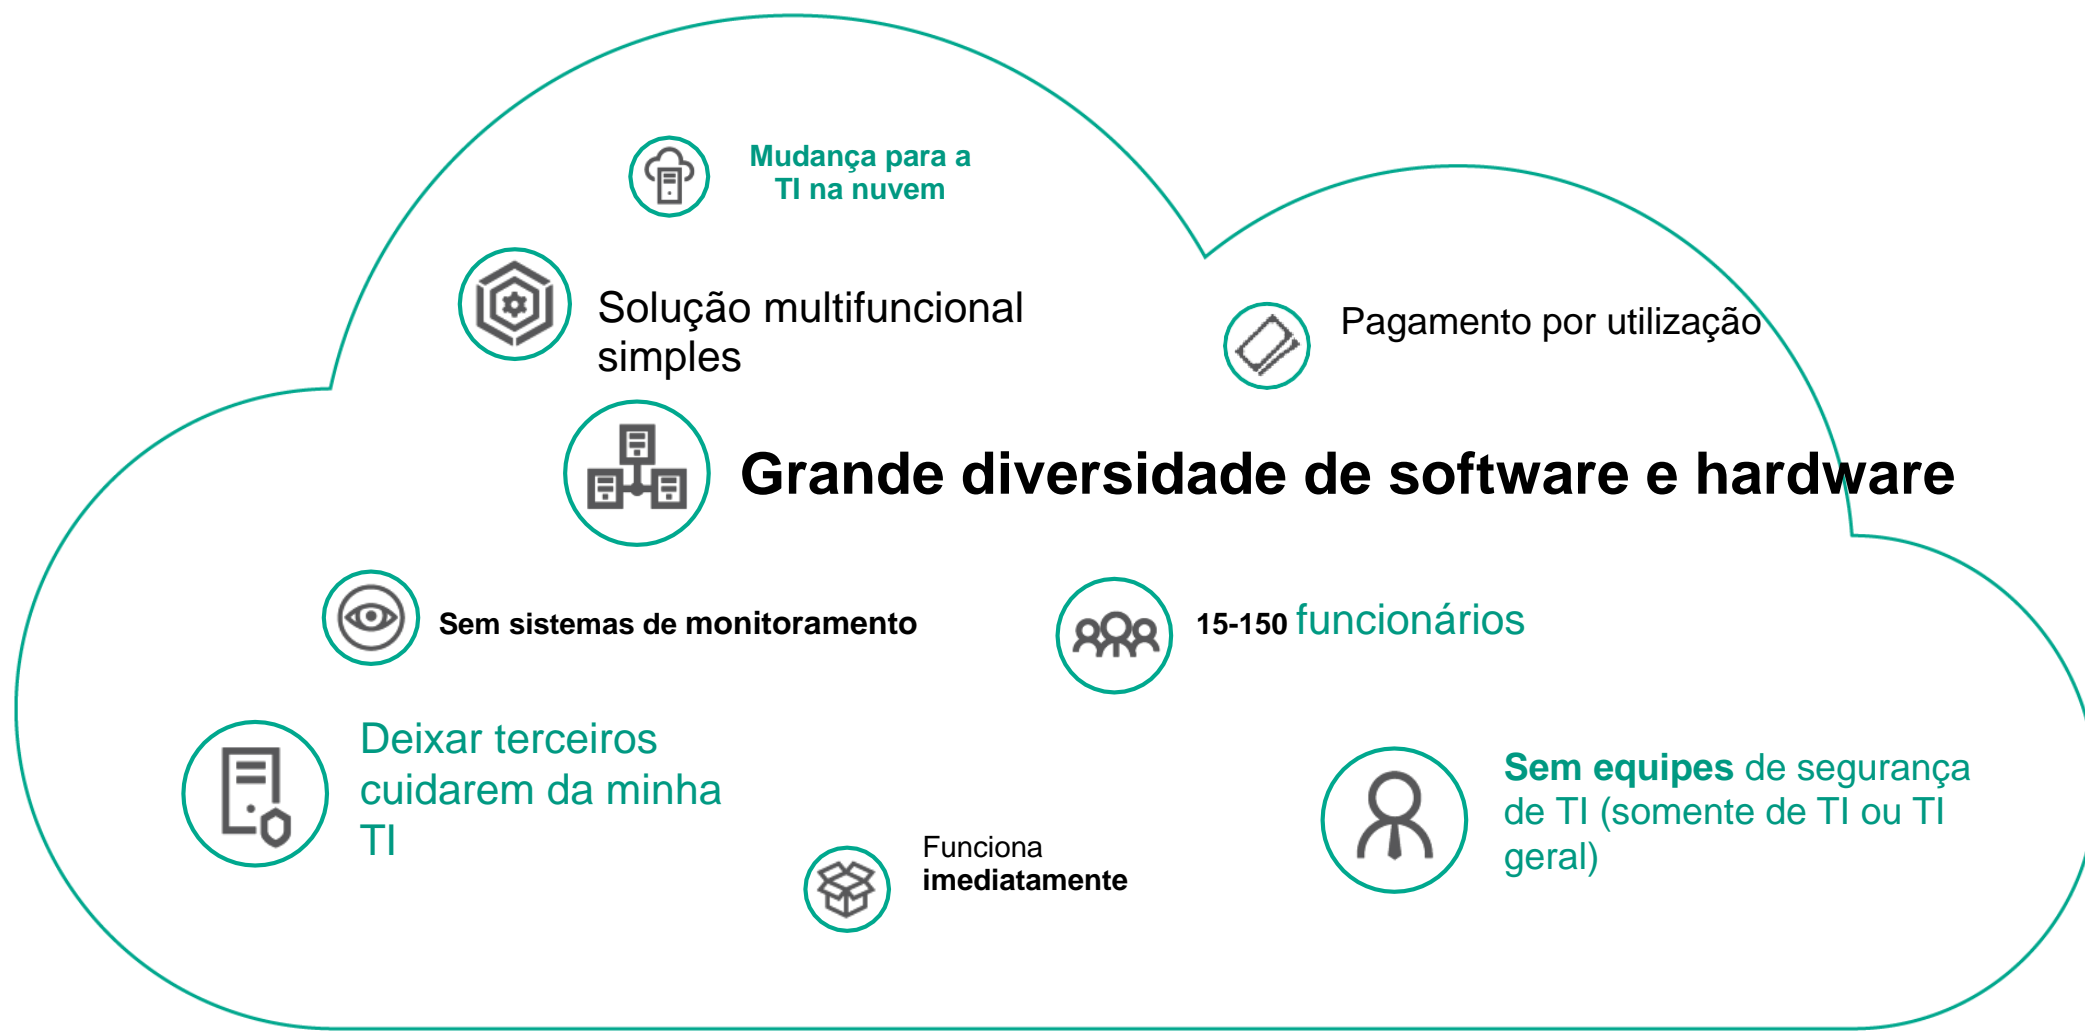 Mudança para a
TI na nuvem
Solução multifuncional
simples
Pagamento por utilização
Grande diversidade de software e hardware
Sem sistemas de monitoramento
15-150 funcionários
Deixar terceiros
cuidarem da minha
TI
Sem equipes de segurança
de TI (somente de TI ou TI
geral)
Funciona
imediatamente